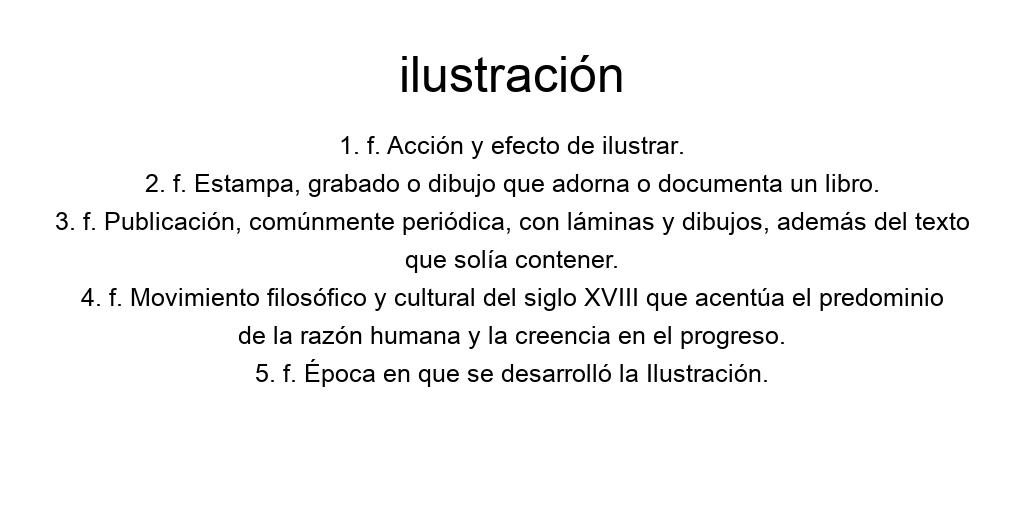 ilustración
1. f. Acción y efecto de ilustrar.
2. f. Estampa, grabado o dibujo que adorna o documenta un libro.
3. f. Publicación, comúnmente periódica, con láminas y dibujos, además del texto
que solía contener.
4. f. Movimiento filosófico y cultural del siglo XVIII que acentúa el predominio
de la razón humana y la creencia en el progreso.
5. f. Época en que se desarrolló la Ilustración.